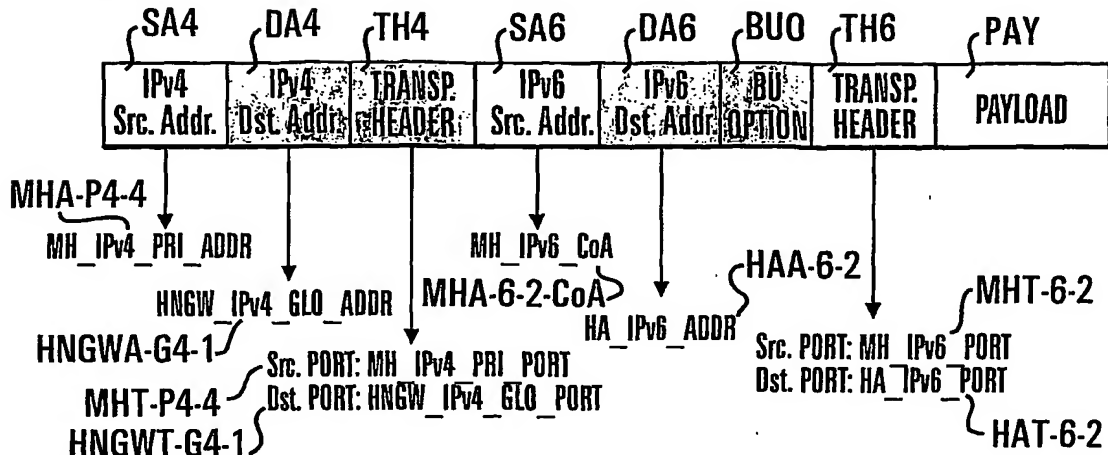 SA4 DA4 TH4 SA6 DA6 BUO TH6 PAY
IPv4 Src. Addr.
IPv4 Dst. Addr.
TRANSP. HEADER
IPv6 Src. Addr.
IPv6 Dst. Addr.
BU OPTION
TRANSP. HEADER
PAYLOAD
MHA-P4-4
MH_IPv4_PRI_ADDR
HNGW_IPv4_GLO_ADDR
HNGWA-G4-1
Src. PORT: MH_IPv4_PRI_PORT
Dst. PORT: HNGW_IPv4_GLO_PORT
MHT-P4-4
HNGWT-G4-1
MH_IPv6_CoA
MHA-6-2-CoA
HAA-6-2
HA_IPv6_ADDR
MHT-6-2
Src. PORT: MH_IPv6_PORT
Dst. PORT: HA_IPv6_PORT
HAT-6-2